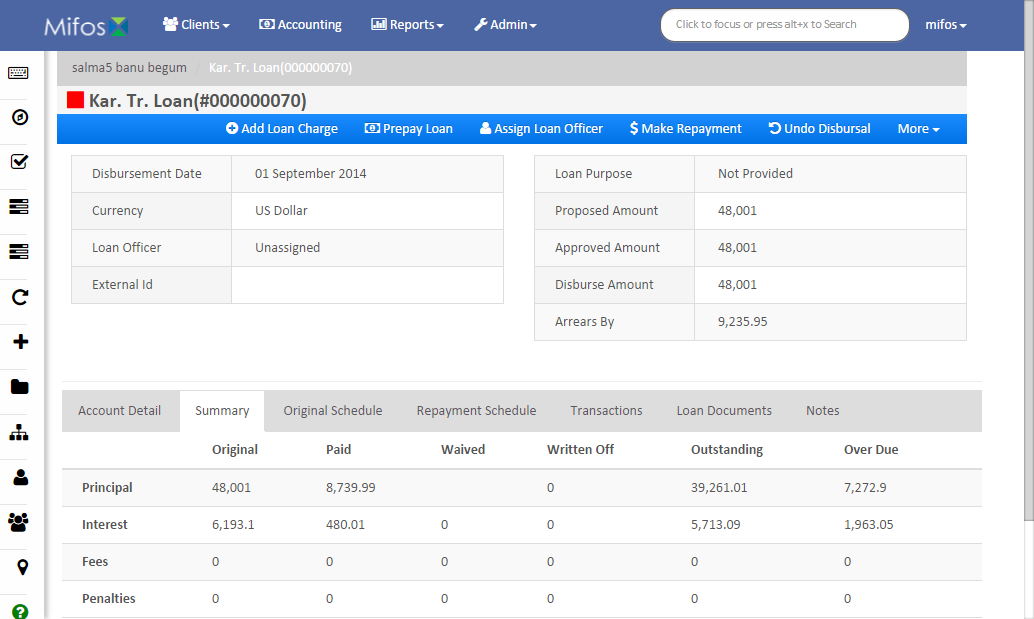 Mifos Clients Accounting Reports Admin Click to focus or press alt+x to Search mifos
salma5 banu begum / Kar. Tr. Loan(000000070)
Kar. Tr. Loan(#000000070)
Add Loan Charge Prepay Loan Assign Loan Officer $ Make Repayment Undo Disbursal More
Disbursement Date 01 September 2014
Currency US Dollar
Loan Officer Unassigned
External Id
Loan Purpose Not Provided
Proposed Amount 48,001
Approved Amount 48,001
Disburse Amount 48,001
Arrears By 9,235.95
Account Detail Summary Original Schedule Repayment Schedule Transactions Loan Documents Notes
Original Paid Waived Written Off Outstanding Over Due
Principal 48,001 8,739.99 0 39,261.01 7,272.9
Interest 6,193.1 480.01 0 0 5,713.09 1,963.05
Fees 0 0 0 0 0 0
Penalties 0 0 0 0 0 0
?